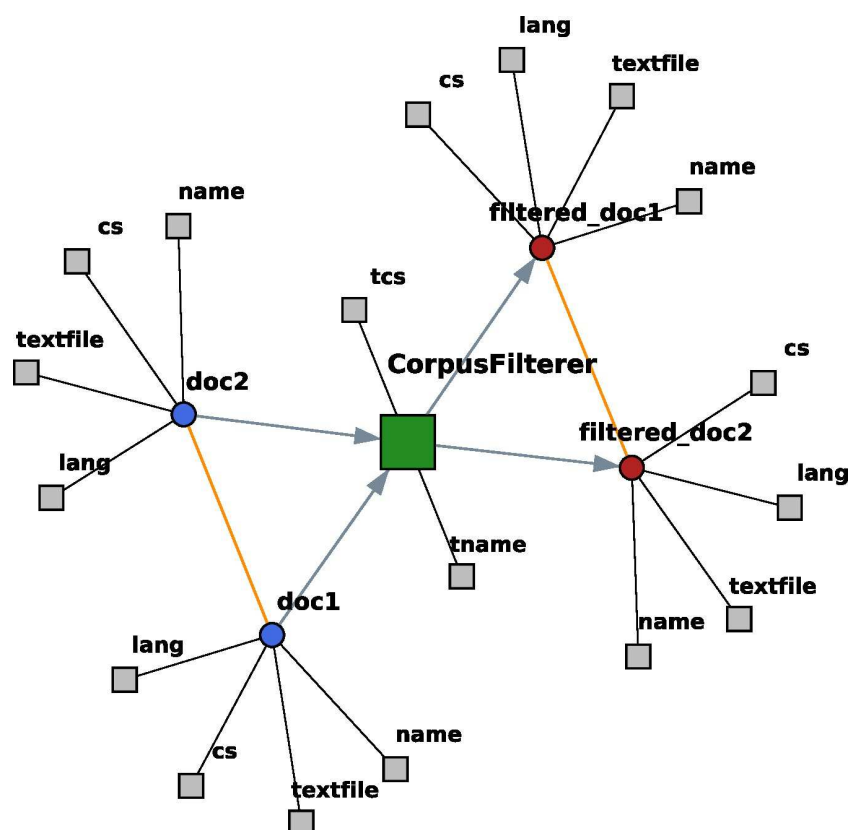 lang
textfile
cs
name
name
filtered_doc1
cs
tcs
textfile
CorpusFilterer
cs
doc2
filtered_doc2
lang
lang
tname
textfile
doc1
name
lang
name
cs
textfile